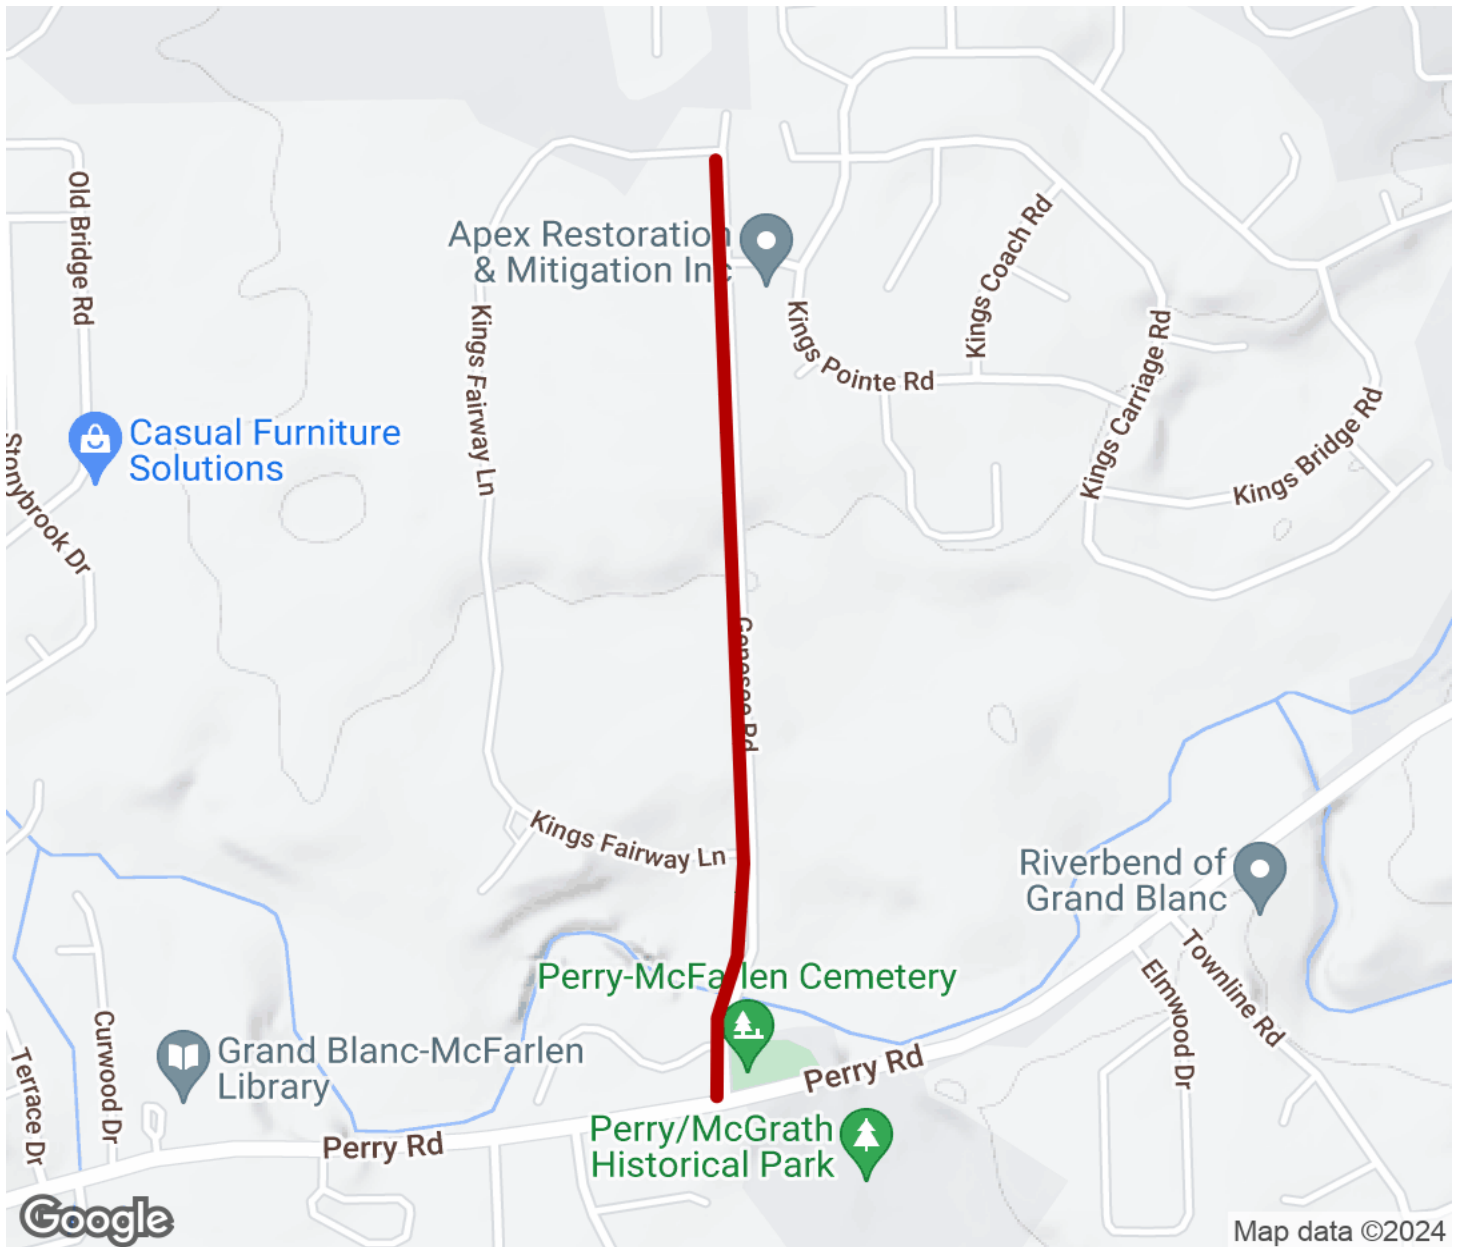 Old Bridge Rd
Apex Restoration
& Mitigation Inc
Kings Coach Rd
Kings Fairway Ln
Kings Pointe Rd
Kings Carriage Rd
Kings Bridge Rd
Casual Furniture
Solutions
Stonybrook Dr
Genesee Rd
Kings Fairway Ln
Riverbend of
Grand Blanc
Townline Rd
Elmwood Dr
Perry-McFarlen Cemetery
Curwood Dr
Terrace Dr
Grand Blanc-McFarlen
Library
Perry Rd
Perry Rd
Perry/McGrath
Historical Park
Google
Map data ©2024